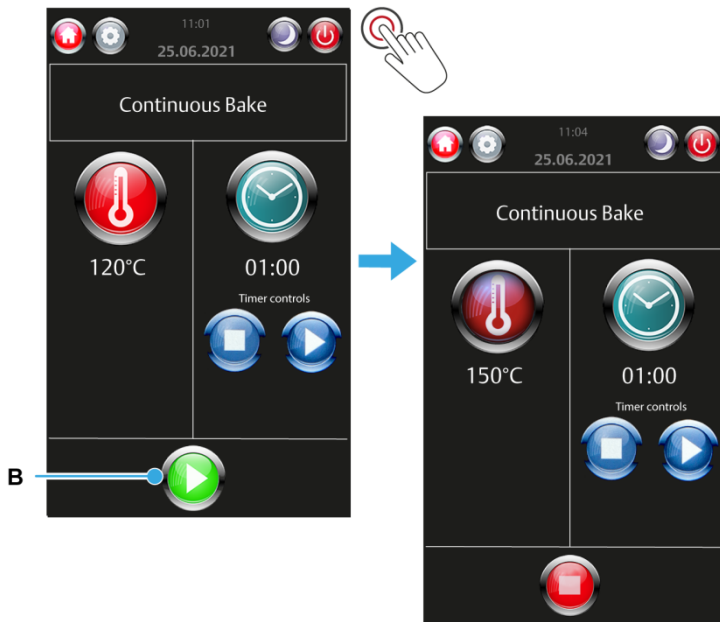 11:01
25.06.2021
Continuous Bake
120°C
01:00
Timer controls
B
11:04
25.06.2021
Continuous Bake
150°C
01:00
Timer controls